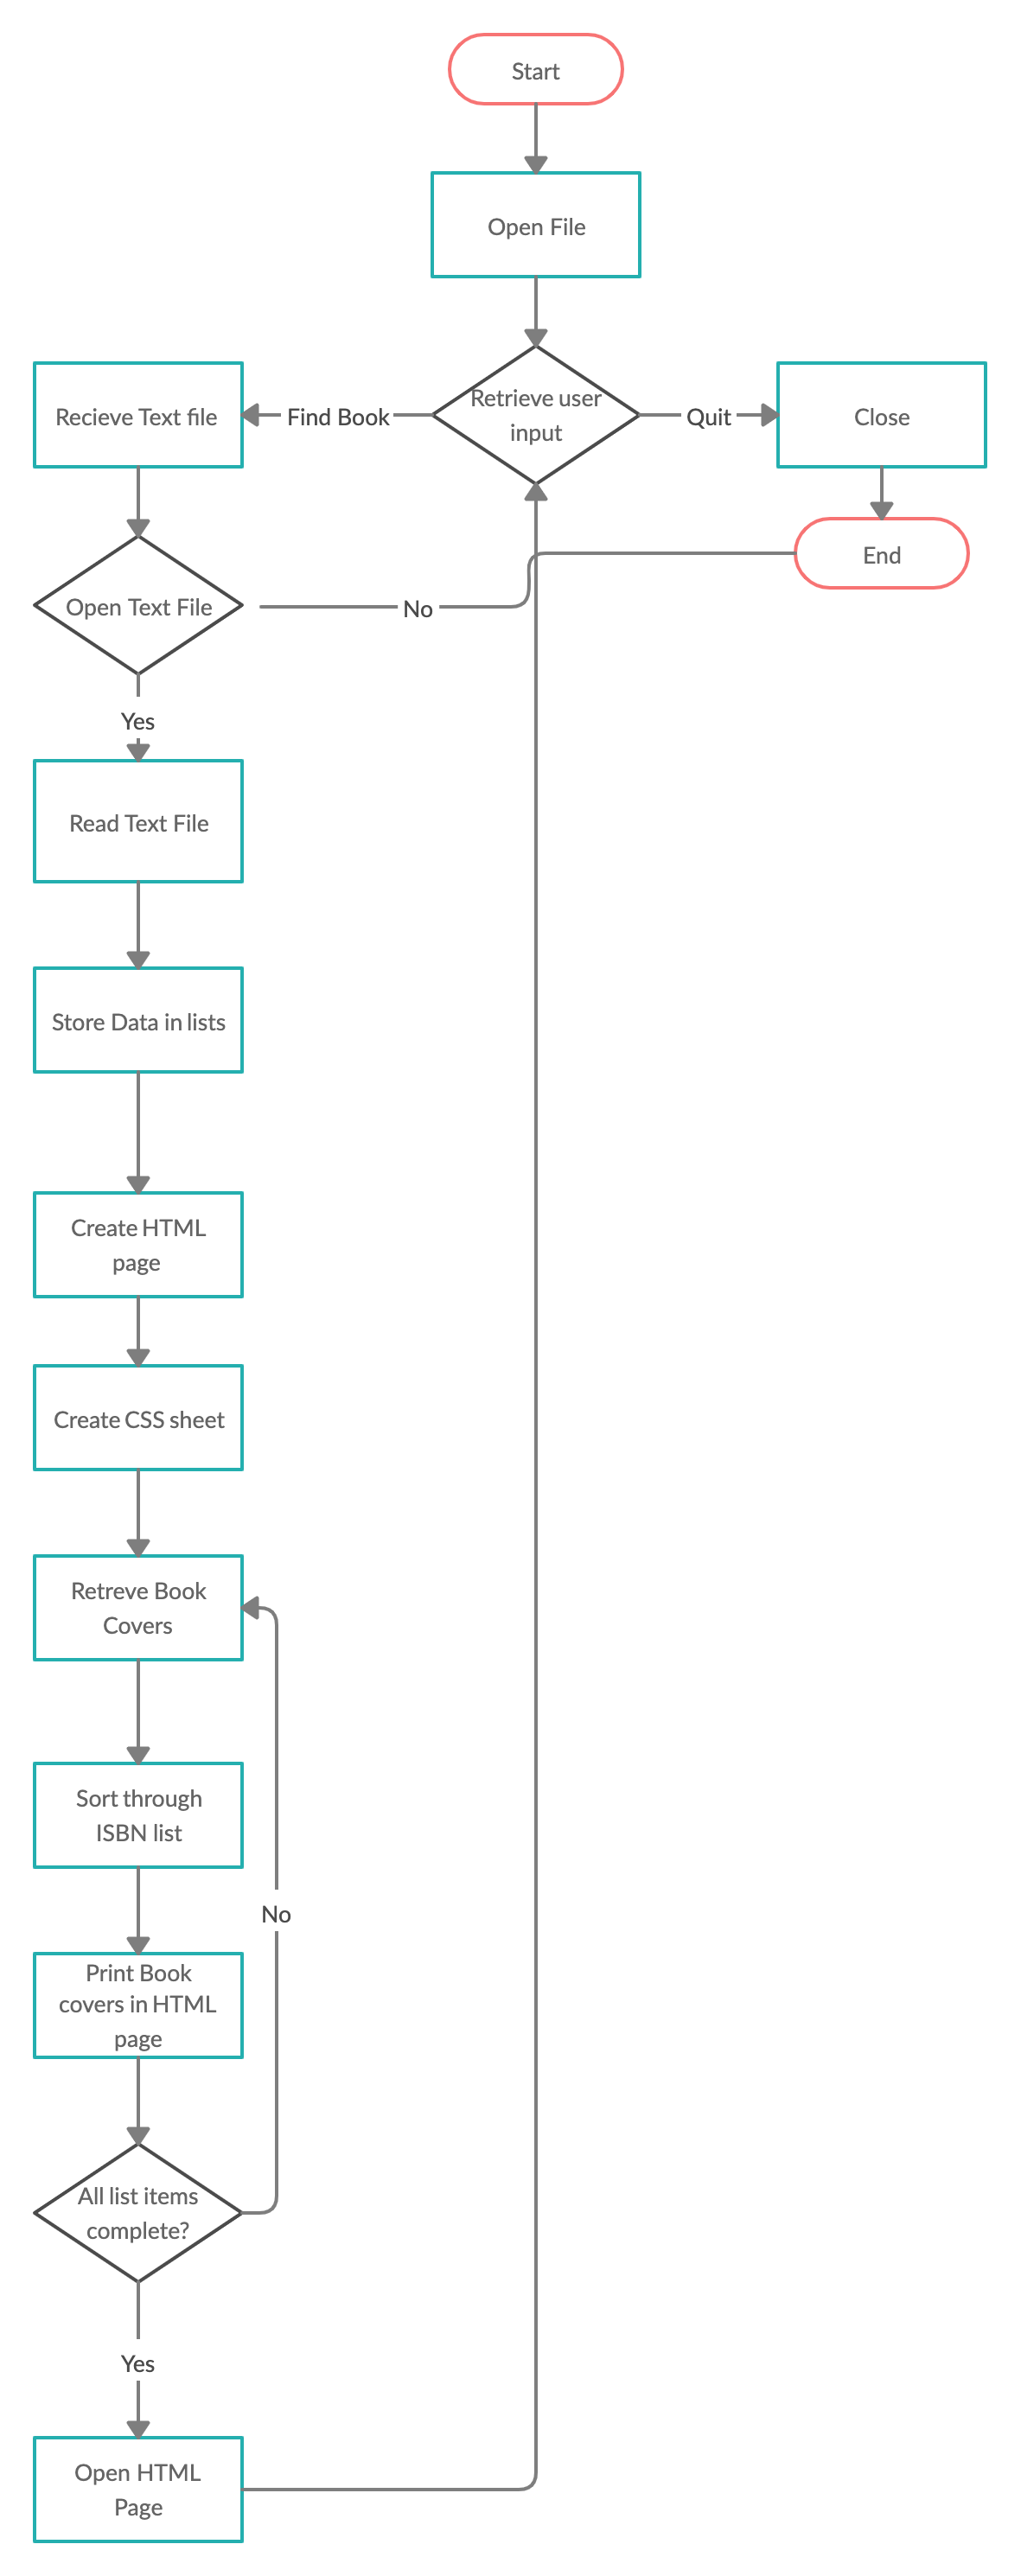 Start
Open File
Retrieve user
input
Find Book
Quit
Recieve Text file
Close
End
Open Text File
No
Yes
Read Text File
Store Data in lists
Create HTML
page
Create CSS sheet
Retreve Book
Covers
Sort through
ISBN list
No
Print Book
covers in HTML
page
All list items
complete?
Yes
Open HTML
Page